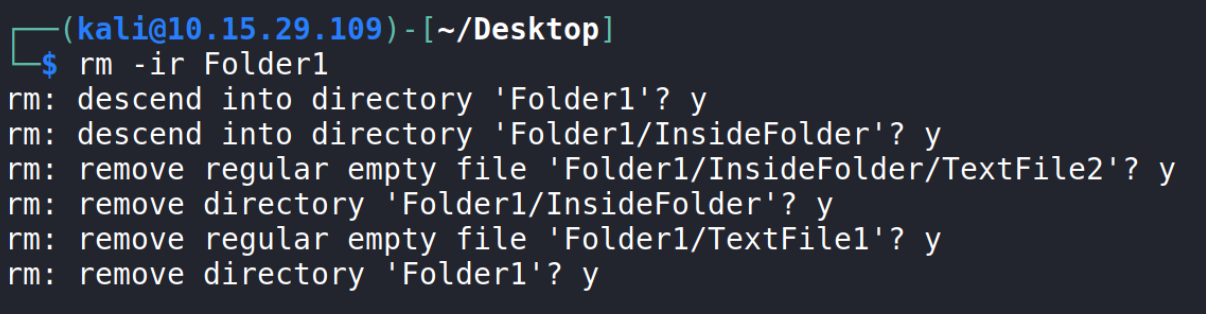 ┌──(kali@10.15.29.109)-[~/Desktop]
└─$ rm -ir Folder1
rm: descend into directory 'Folder1'? y
rm: descend into directory 'Folder1/InsideFolder'? y
rm: remove regular empty file 'Folder1/InsideFolder/TextFile2'? y
rm: remove directory 'Folder1/InsideFolder'? y
rm: remove regular empty file 'Folder1/TextFile1'? y
rm: remove directory 'Folder1'? y